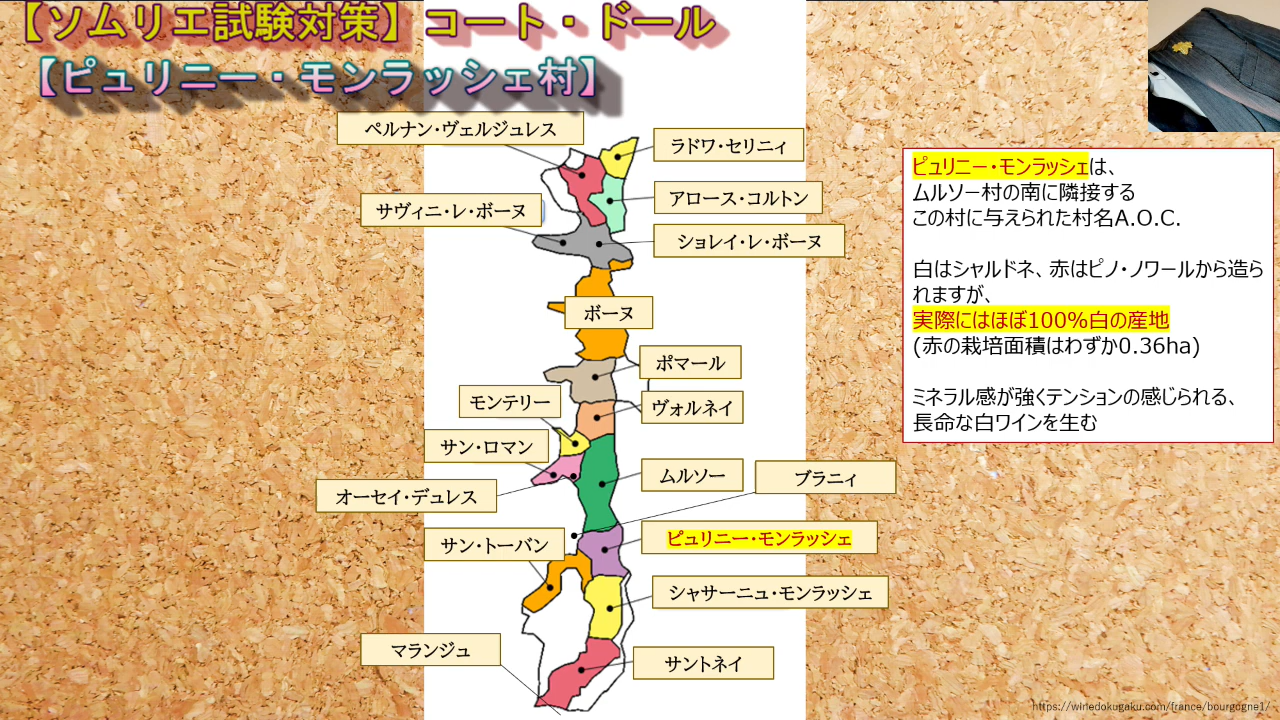 【ソムリエ試験対策】 コート・ドール
【ピュリニー・モンラッシェ村】
ペルナン・ヴェルジュレス
ラドワ・セリニィ
サヴィニ・レ・ボーヌ
アロース・コルトン
ショレイ・レ・ボーヌ
ボーヌ
ポマール
モンテリー
ヴォルネイ
サン・ロマン
ムルソー
ブラニィ
オーセイ・デュレス
サン・トーバン
ピュリニー・モンラッシェ
シャサーニュ・モンラッシェ
マランジュ
サントネイ
ピュリニー・モンラッシェは、
ムルソー村の南に隣接する
この村に与えられた村名A.O.C.
白はシャルドネ、赤はピノ・ノワールから造ら
れますが、
実際にはほぼ100%白の産地
(赤の栽培面積はわずか0.36ha)
ミネラル感が強くテンションの感じられる、
長命な白ワインを生む
https://winedokugaku.com/france/bourgogne1/